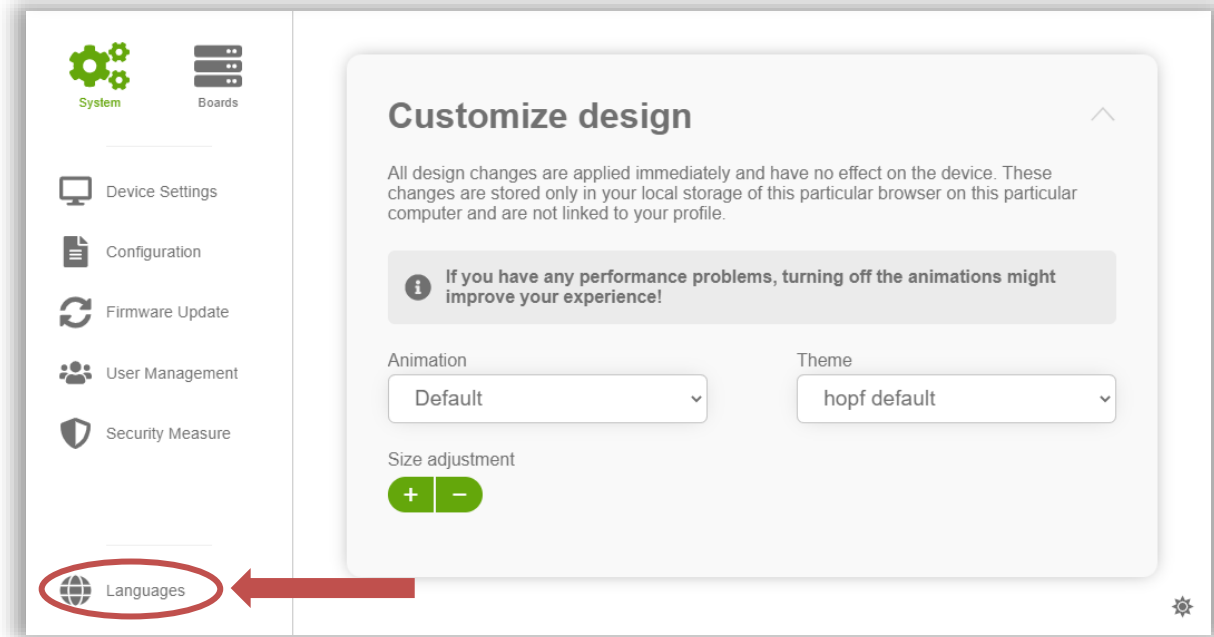 System
Boards
Device Settings
Configuration
Firmware Update
User Management
Security Measure
Languages
Customize design
All design changes are applied immediately and have no effect on the device. These
changes are stored only in your local storage of this particular browser on this particular
computer and are not linked to your profile.
If you have any performance problems, turning off the animations might
improve your experience!
Animation
Theme
Default
hopf default
Size adjustment
+ −